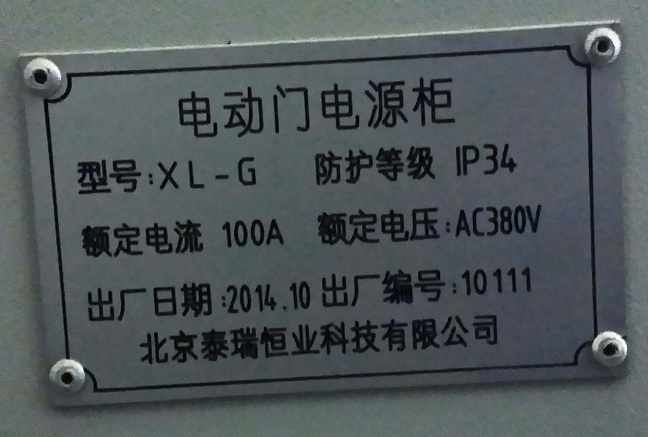 电动门电源柜
型号:XL-G 防护等级 IP34
额定电流 100A 额定电压:AC380V
出厂日期:2014.10 出厂编号:10111
北京泰瑞恒业科技有限公司